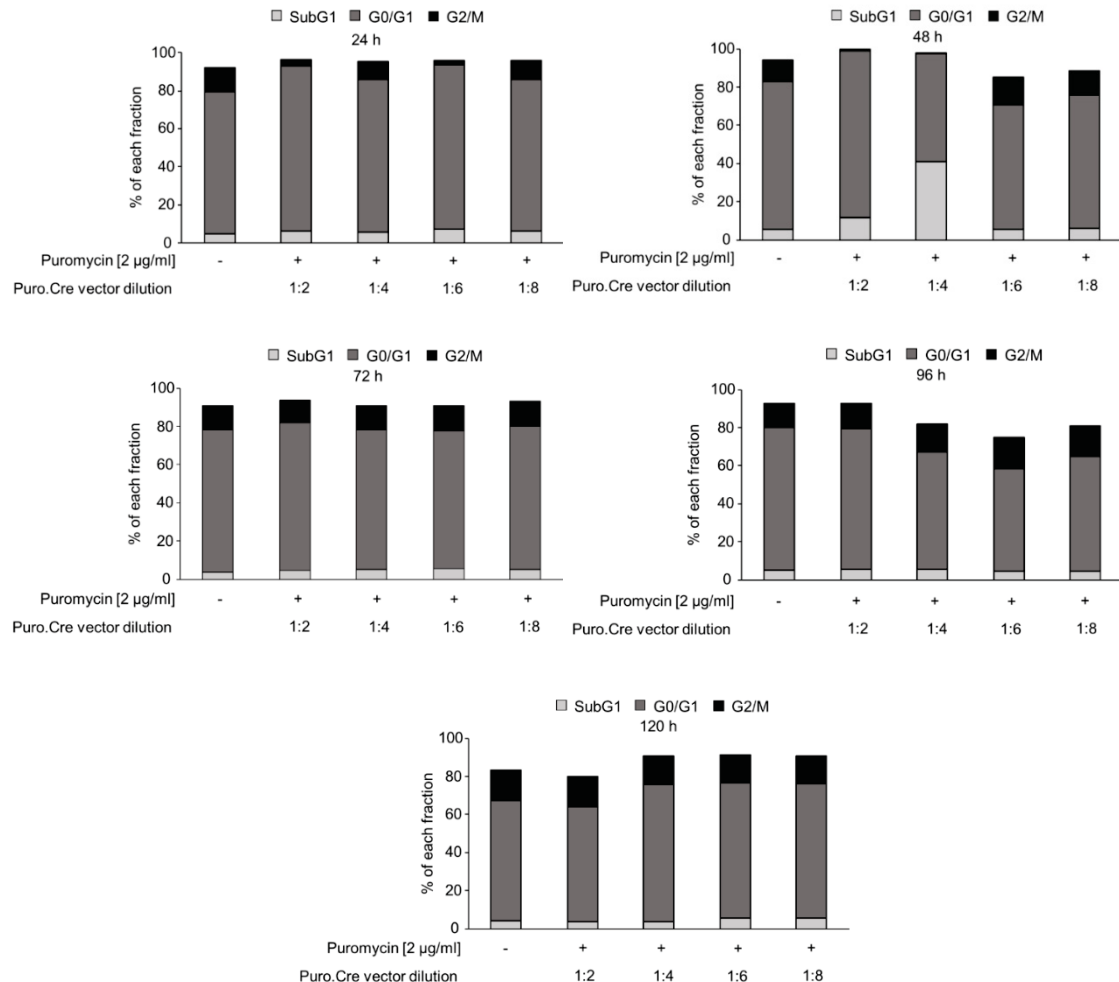 SubG1 G0/G1 G2/M
24 h
% of each fraction
100
80
60
40
20
0
Puromycin [2 µg/ml] - + + + +
Puro.Cre vector dilution 1:2 1:4 1:6 1:8
SubG1 G0/G1 G2/M
48 h
% of each fraction
100
80
60
40
20
0
Puromycin [2 µg/ml] - + + + +
Puro.Cre vector dilution 1:2 1:4 1:6 1:8
SubG1 G0/G1 G2/M
72 h
% of each fraction
100
80
60
40
20
0
Puromycin [2 µg/ml] - + + + +
Puro.Cre vector dilution 1:2 1:4 1:6 1:8
SubG1 G0/G1 G2/M
96 h
% of each fraction
100
80
60
40
20
0
Puromycin [2 µg/ml] - + + + +
Puro.Cre vector dilution 1:2 1:4 1:6 1:8
SubG1 G0/G1 G2/M
120 h
% of each fraction
100
80
60
40
20
0
Puromycin [2 µg/ml] - + + + +
Puro.Cre vector dilution 1:2 1:4 1:6 1:8